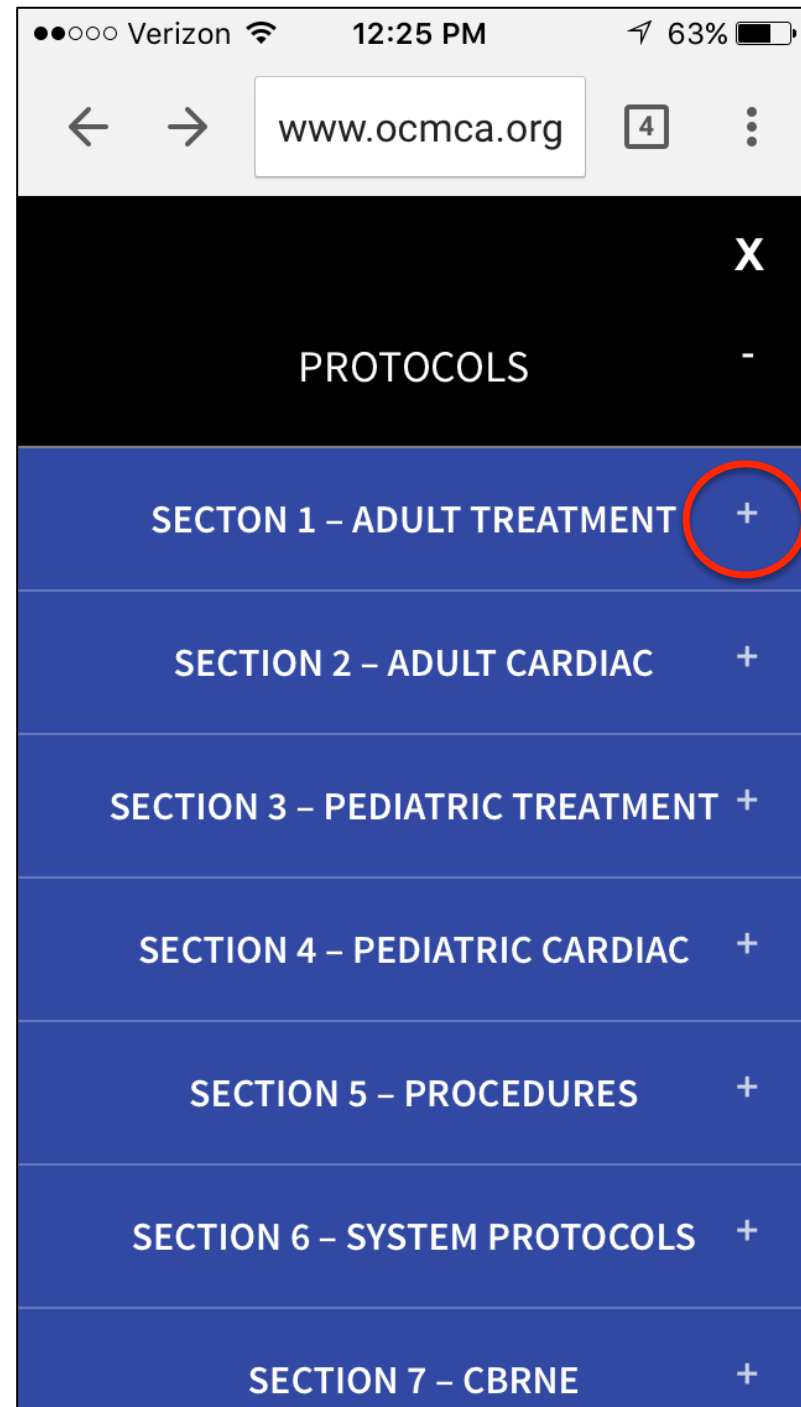 Verizon 12:25 PM 63%
www.ocmca.org 4
X
PROTOCOLS -
SECTON 1 – ADULT TREATMENT +
SECTION 2 – ADULT CARDIAC +
SECTION 3 – PEDIATRIC TREATMENT +
SECTION 4 – PEDIATRIC CARDIAC +
SECTION 5 – PROCEDURES +
SECTION 6 – SYSTEM PROTOCOLS +
SECTION 7 – CBRNE +